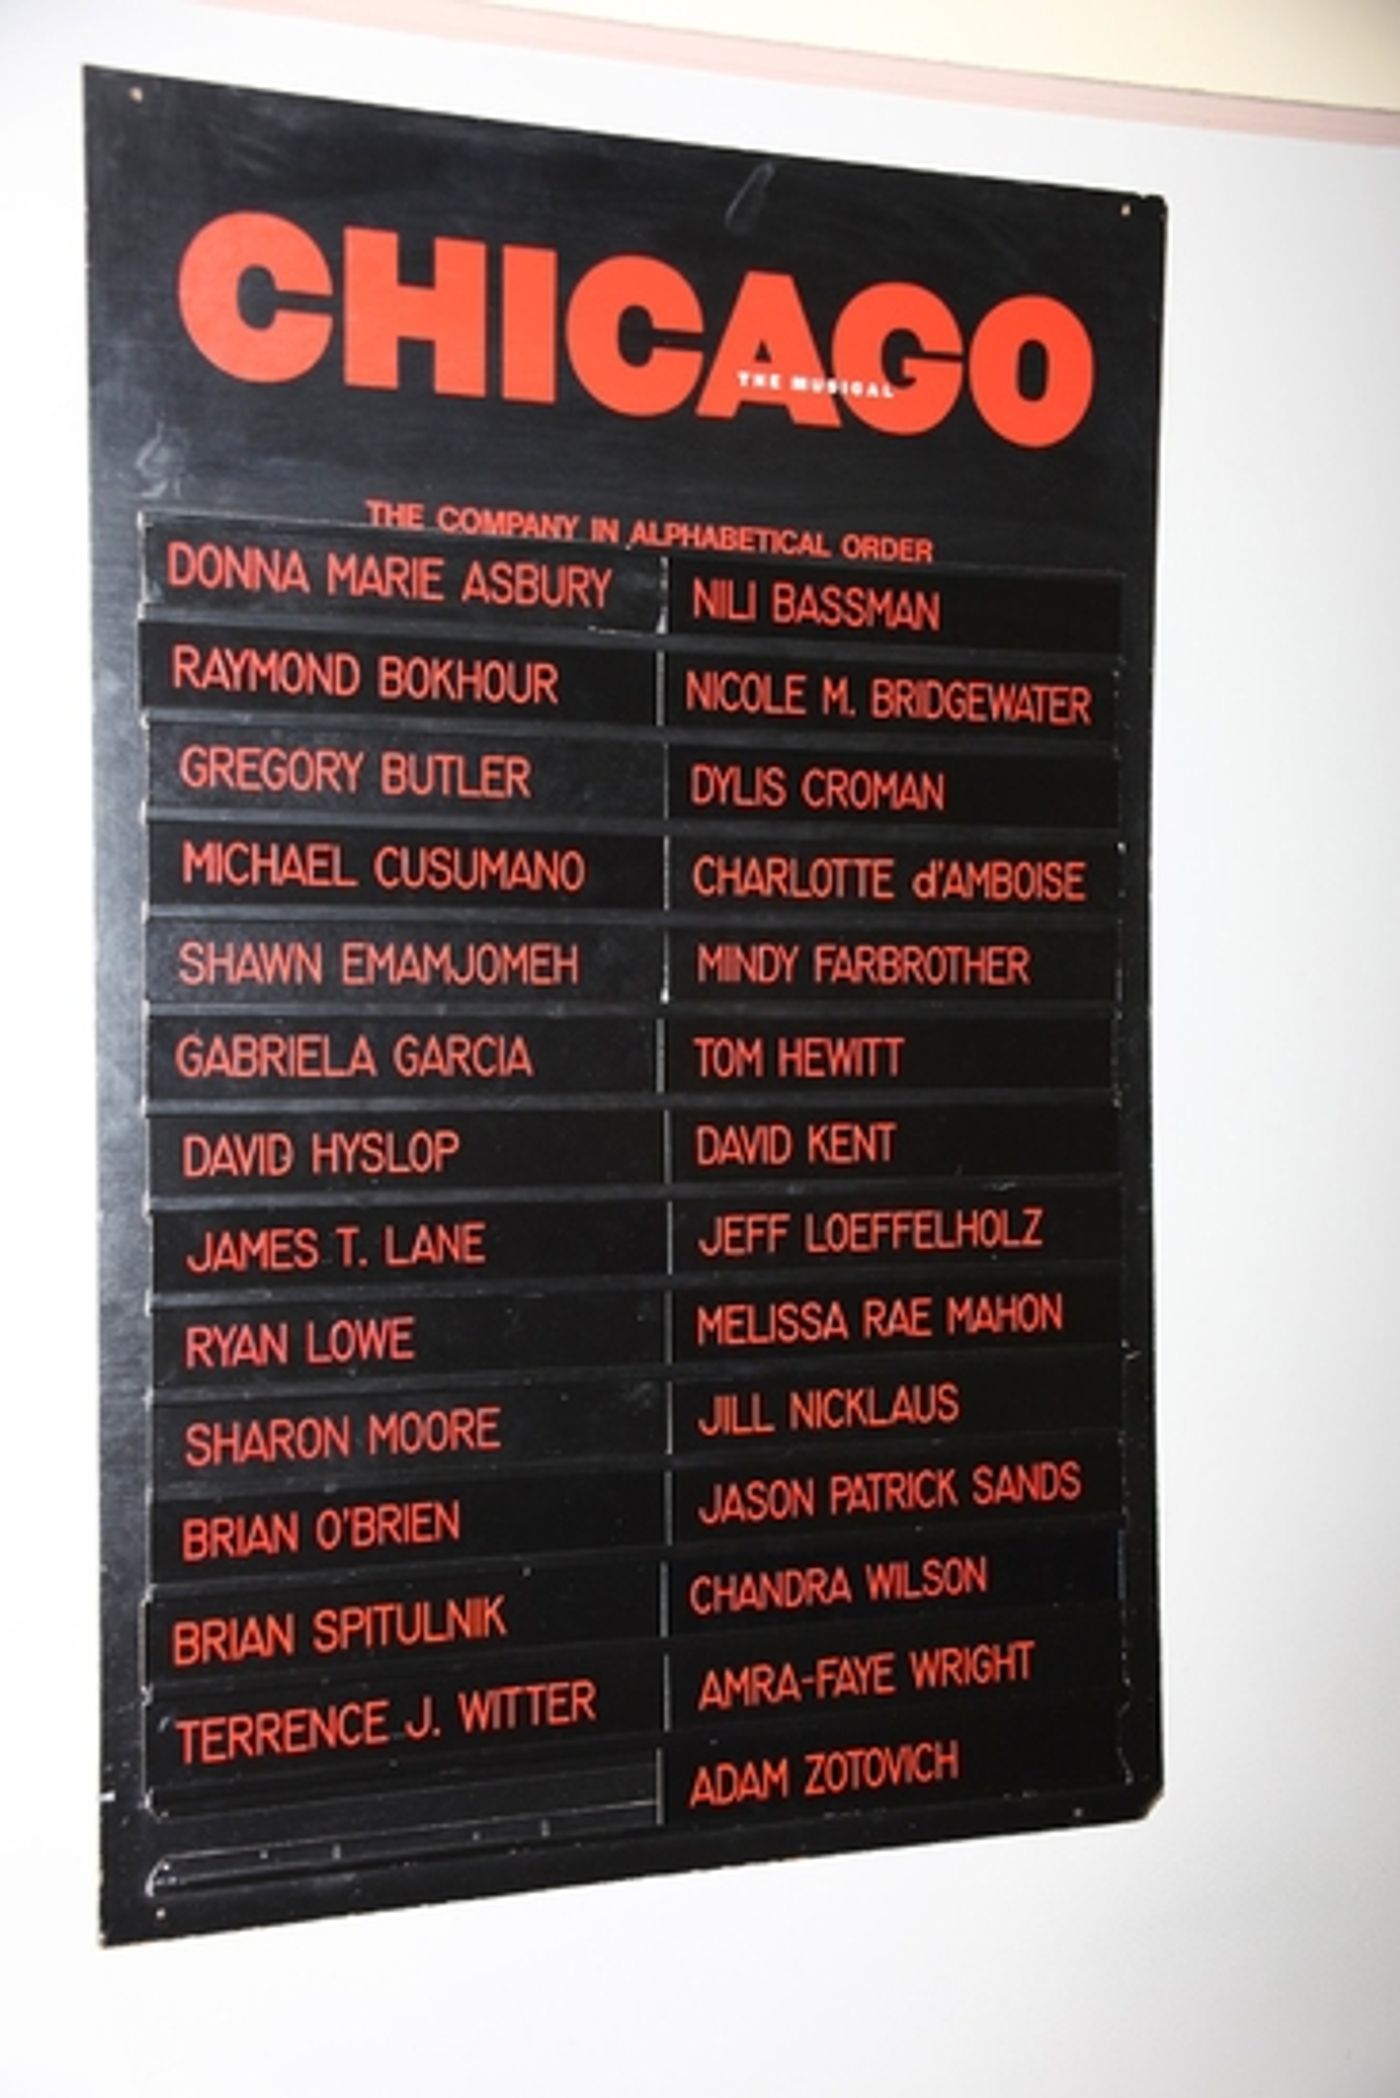 CHICAGO
THE MUSICAL
THE COMPANY IN ALPHABETICAL ORDER
DONNA MARIE ASBURY
NILI BASSMAN
RAYMOND BOKHOUR
NICOLE M. BRIDGEWATER
GREGORY BUTLER
DYLIS CROMAN
MICHAEL CUSUMANO
CHARLOTTE d'AMBOISE
SHAWN EMAMJOMEH
MINDY FARBROTHER
GABRIELA GARCIA
TOM HEWITT
DAVID HYSLOP
DAVID KENT
JAMES T. LANE
JEFF LOEFFELHOLZ
RYAN LOWE
MELISSA RAE MAHON
SHARON MOORE
JILL NICKLAUS
BRIAN O'BRIEN
JASON PATRICK SANDS
BRIAN SPITULNIK
CHANDRA WILSON
TERRENCE J. WITTER
AMRA-FAYE WRIGHT
ADAM ZOTOVICH